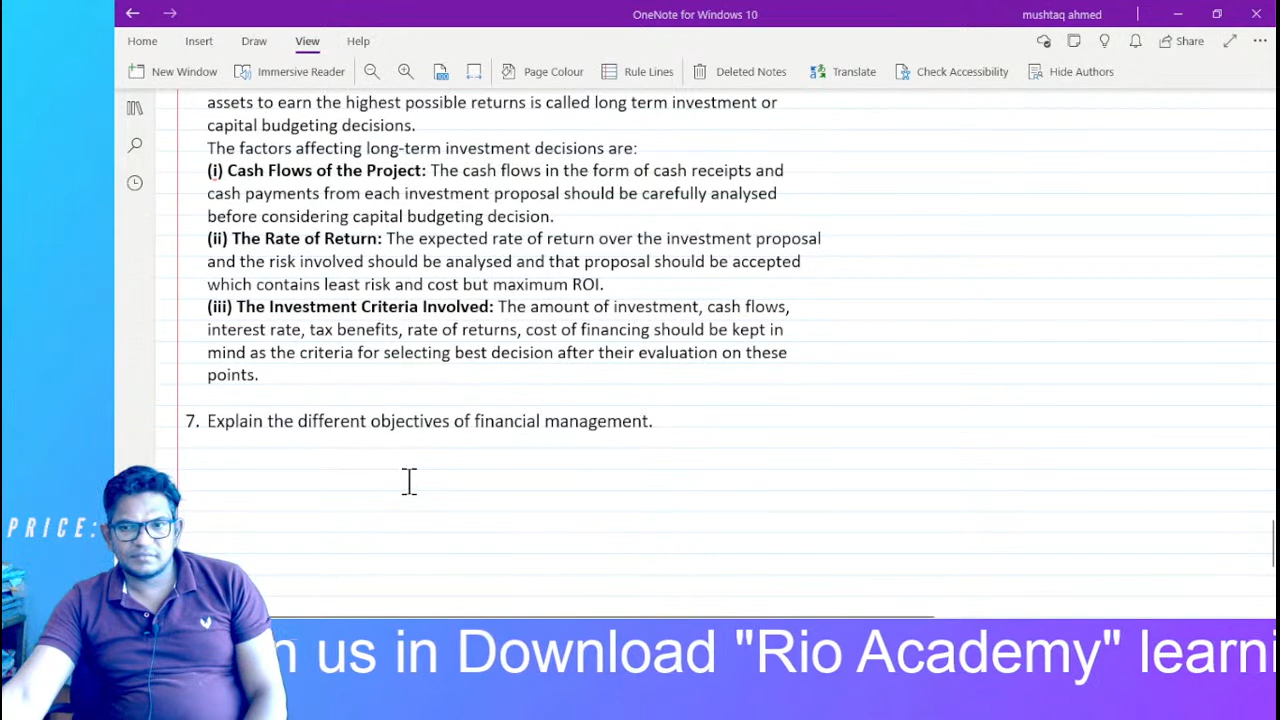 OneNote for Windows 10
mushtaq ahmed
Home Insert Draw View Help
Share
New Window Immersive Reader Page Colour Rule Lines Deleted Notes Translate Check Accessibility Hide Authors
assets to earn the highest possible returns is called long term investment or
capital budgeting decisions.
The factors affecting long-term investment decisions are:
(i) Cash Flows of the Project: The cash flows in the form of cash receipts and
cash payments from each investment proposal should be carefully analysed
before considering capital budgeting decision.
(ii) The Rate of Return: The expected rate of return over the investment proposal
and the risk involved should be analysed and that proposal should be accepted
which contains least risk and cost but maximum ROI.
(iii) The Investment Criteria Involved: The amount of investment, cash flows,
interest rate, tax benefits, rate of returns, cost of financing should be kept in
mind as the criteria for selecting best decision after their evaluation on these
points.
7. Explain the different objectives of financial management.
PRICE:
n us in Download "Rio Academy" learni